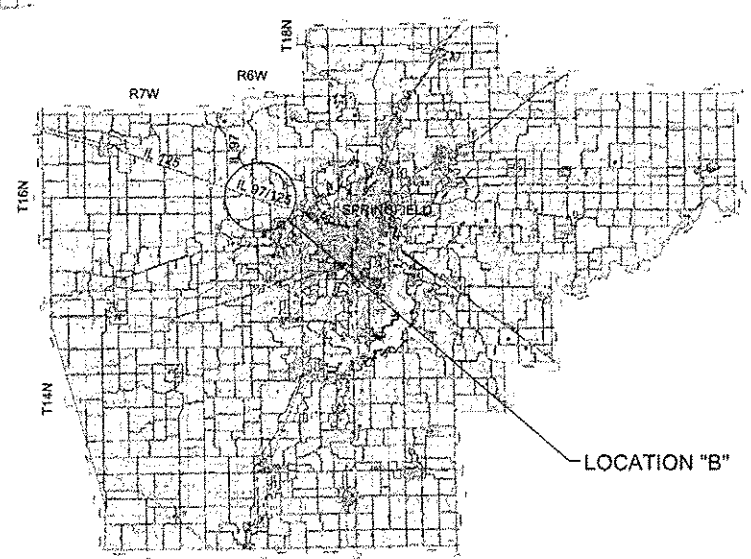 T18N
R6W
R7W
IL 97
IL 125
IL 97/125
T16N
SPRINGFIELD
T14N
LOCATION "B"